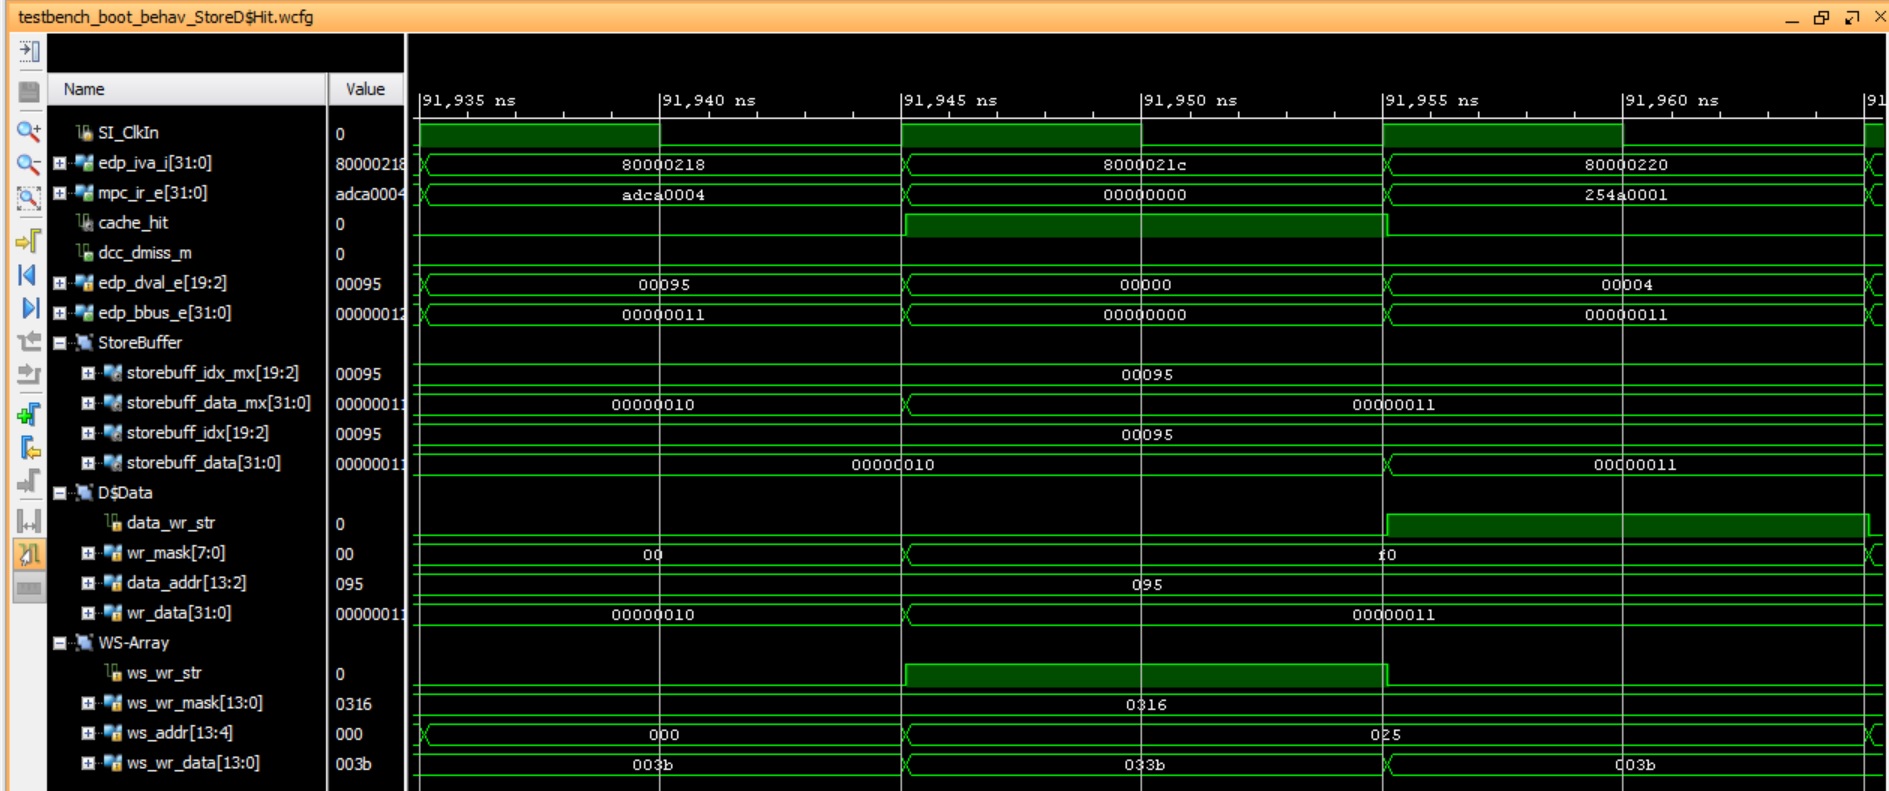 testbench_boot_behav_StoreD$Hit.wcfg
Name Value 91,935 ns 91,940 ns 91,945 ns 91,950 ns 91,955 ns 91,960 ns 91
SI_ClkIn 0
edp_iva_i[31:0] 80000218 80000218 8000021c 80000220
mpc_ir_e[31:0] adca0004 adca0004 00000000 254a0001
cache_hit 0
dcc_dmiss_m 0
edp_dval_e[19:2] 00095 00095 00000 00004
edp_bbus_e[31:0] 00000012 00000011 00000000 00000011
StoreBuffer
storebuff_idx_mx[19:2] 00095 00095
storebuff_data_mx[31:0] 00000011 00000010 00000011
storebuff_idx[19:2] 00095 00095
storebuff_data[31:0] 00000011 00000010 00000011
D$Data
data_wr_str 0
wr_mask[7:0] 00 00 f0
data_addr[13:2] 095 095
wr_data[31:0] 00000011 00000010 00000011
WS-Array
ws_wr_str 0
ws_wr_mask[13:0] 0316 0316
ws_addr[13:4] 000 000 025
ws_wr_data[13:0] 003b 003b 033b 003b